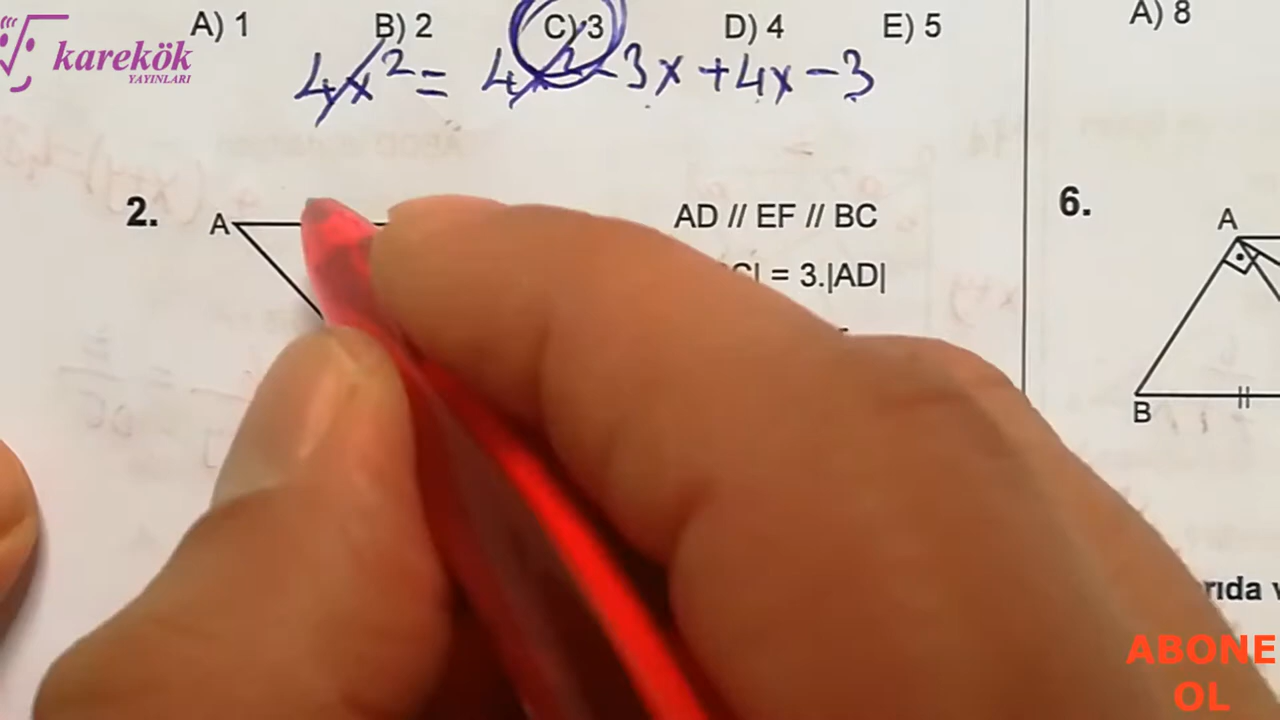 A) 1 B) 2 C) 3 D) 4 E) 5
A) 8
karekök
YAYINLARI
4x² = 4x² - 3x + 4x - 3
2.
A
AD // EF // BC
= 3.|AD|
6.
A
B
rıda
ABONE
OL